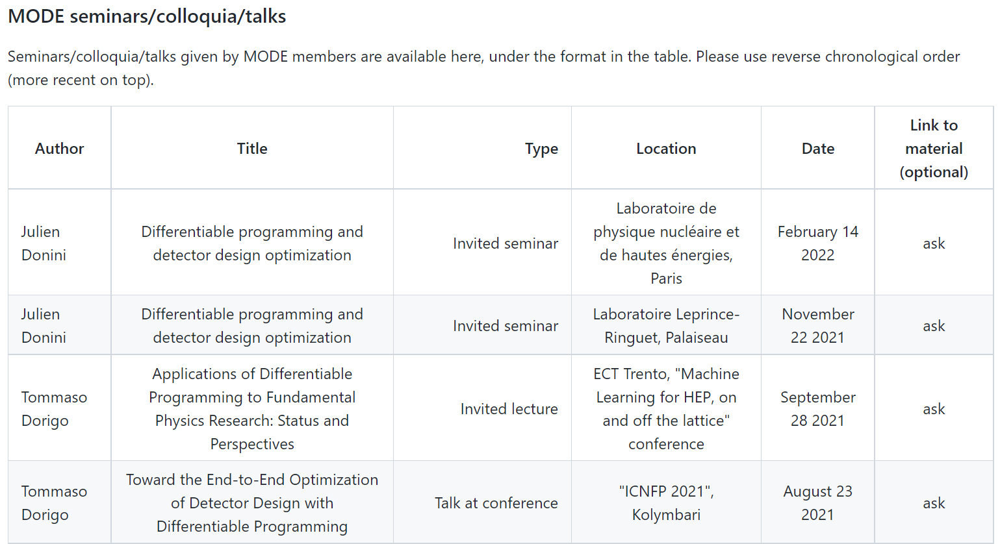 MODE seminars/colloquia/talks
Seminars/colloquia/talks given by MODE members are available here, under the format in the table. Please use reverse chronological order
(more recent on top).
Author
Title
Type
Location
Date
Link to
material
(optional)
Julien
Donini
Differentiable programming and
detector design optimization
Invited seminar
Laboratoire de
physique nucléaire et
de hautes énergies,
Paris
February 14
2022
ask
Julien
Donini
Differentiable programming and
detector design optimization
Invited seminar
Laboratoire Leprince-
Ringuet, Palaiseau
November
22 2021
ask
Tommaso
Dorigo
Applications of Differentiable
Programming to Fundamental
Physics Research: Status and
Perspectives
Invited lecture
ECT Trento, "Machine
Learning for HEP, on
and off the lattice"
conference
September
28 2021
ask
Tommaso
Dorigo
Toward the End-to-End Optimization
of Detector Design with
Differentiable Programming
Talk at conference
"ICNFP 2021",
Kolymbari
August 23
2021
ask